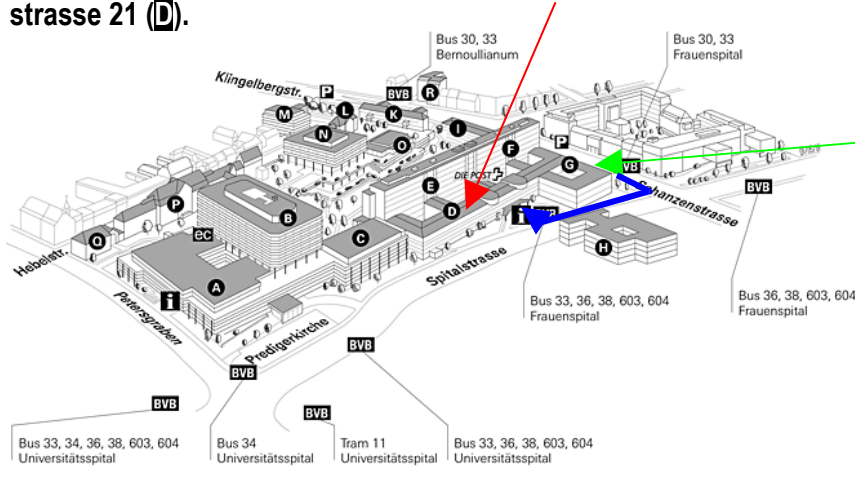 strasse 21 (D).
Bus 30, 33
Bernoullianum
Bus 30, 33
Frauenspital
Klingelbergstr.
P
BVB
R
M
L
K
N
I
O
F
P
G
BVB
DIE POST
E
BVB
P
D
Schanzenstrasse
B
i
BVB
ec
C
Q
H
Hebelstr.
A
Spitalstrasse
i
Petersgraben
Predigerkirche
Bus 33, 36, 38, 603, 604
Frauenspital
Bus 36, 38, 603, 604
Frauenspital
BVB
BVB
BVB
BVB
Bus 33, 34, 36, 38, 603, 604
Universitätsspital
Bus 34
Universitätsspital
Tram 11
Universitätsspital
Bus 33, 36, 38, 603, 604
Universitätsspital